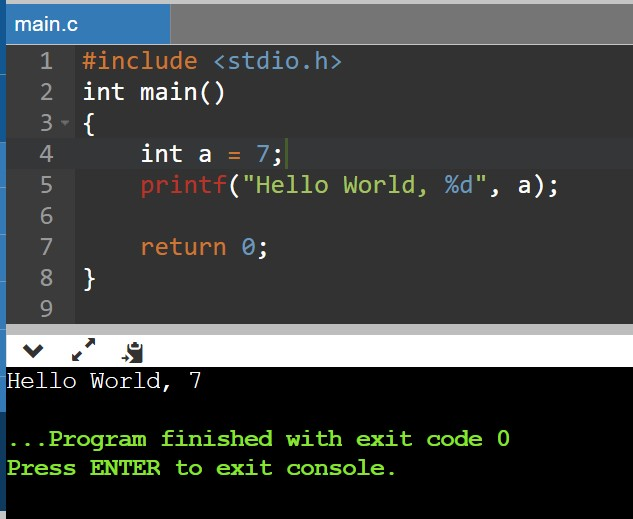 main.c
1 #include <stdio.h>
2 int main()
3 {
4     int a = 7;
5     printf("Hello World, %d", a);
6
7     return 0;
8 }
9
Hello World, 7
...Program finished with exit code 0
Press ENTER to exit console.